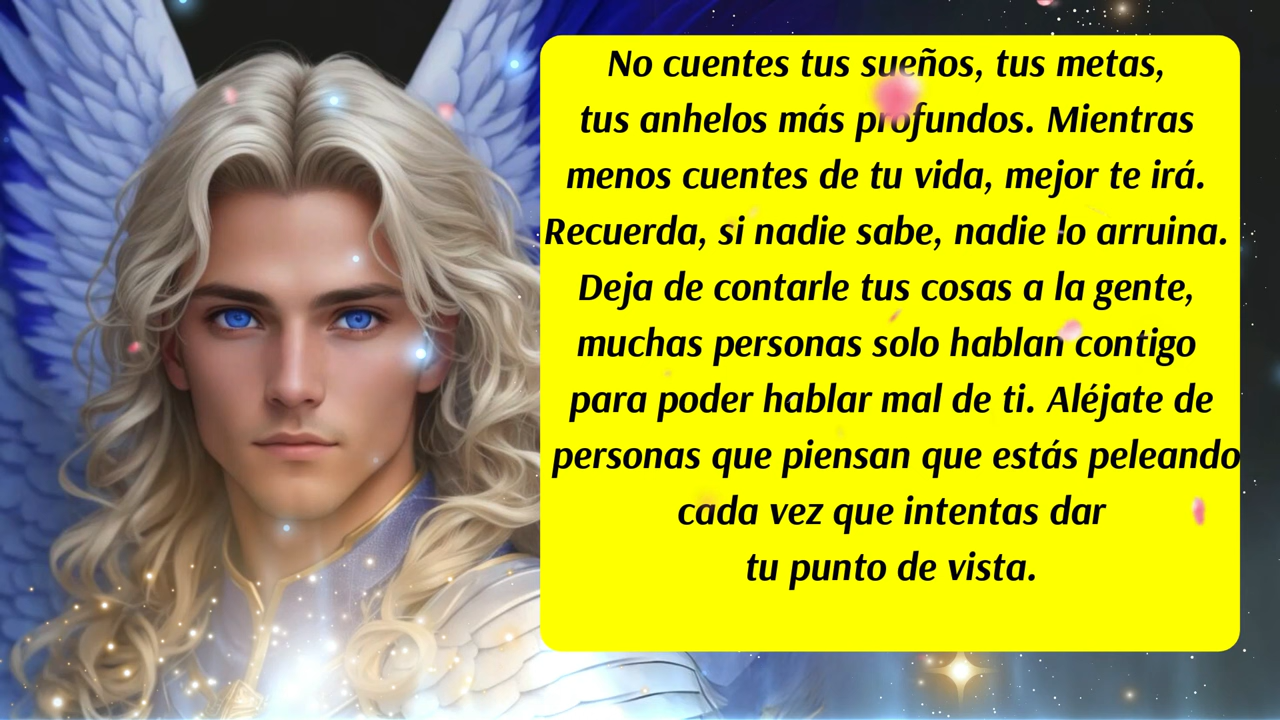 No cuentes tus sueños, tus metas,
tus anhelos más profundos. Mientras
menos cuentes de tu vida, mejor te irá.
Recuerda, si nadie sabe, nadie lo arruina.
Deja de contarle tus cosas a la gente,
muchas personas solo hablan contigo
para poder hablar mal de ti. Aléjate de
personas que piensan que estás peleando
cada vez que intentas dar
tu punto de vista.